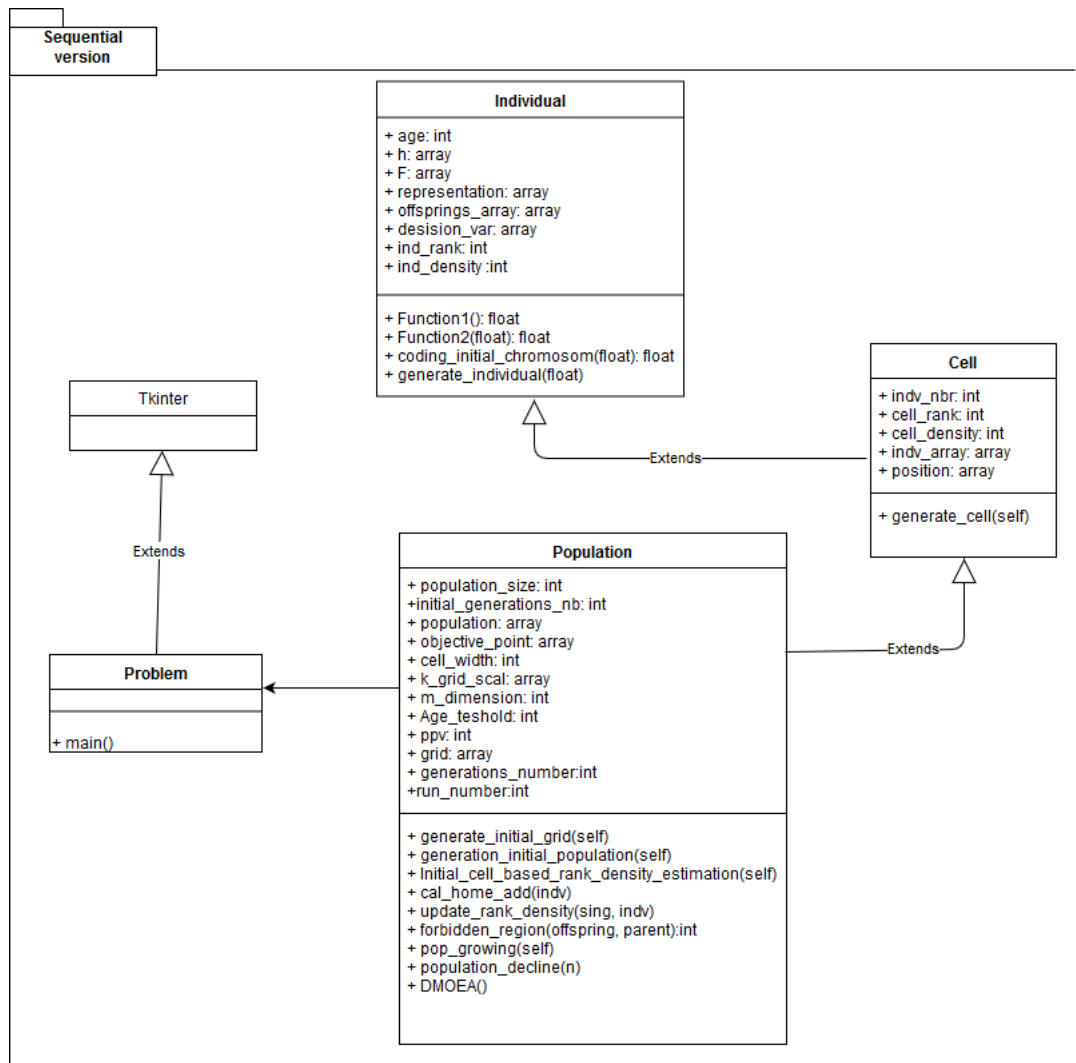 Sequential
version
Individual
+ age: int
+ h: array
+ F: array
+ representation: array
+ offsprings_array: array
+ desision_var: array
+ ind_rank: int
+ ind_density :int
+ Function1(): float
+ Function2(float): float
+ coding_initial_chromosom(float): float
+ generate_individual(float)
Cell
+ indv_nbr: int
+ cell_rank: int
+ cell_density: int
+ indv_array: array
+ position: array
+ generate_cell(self)
Extends
Tkinter
Extends
Problem
+ main()
Population
+ population_size: int
+initial_generations_nb: int
+ population: array
+ objective_point: array
+ cell_width: int
+ k_grid_scal: array
+ m_dimension: int
+ Age_teshold: int
+ ppv: int
+ grid: array
+ generations_number:int
+run_number:int
+ generate_initial_grid(self)
+ generation_initial_population(self)
+ Initial_cell_based_rank_density_estimation(self)
+ cal_home_add(indv)
+ update_rank_density(sing, indv)
+ forbidden_region(offspring, parent):int
+ pop_growing(self)
+ population_decline(n)
+ DMOEA()
Extends